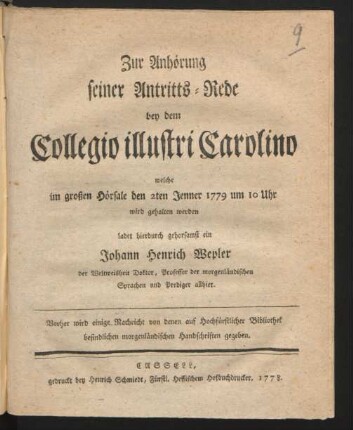 9
Zur Anhörung
seiner Antritts-Rede
bey dem
Collegio illustri Carolino
welche
im großen Hörsale den 2ten Jenner 1779 um 10 Uhr
wird gehalten werden
ladet hierdurch gehorsamst ein
Johann Henrich Wepler
der Weltweisheit Doktor, Professor der morgenländischen
Sprachen und Prediger allhier.
Vorher wird einige Nachricht von denen auf Hochfürstlicher Bibliothek
befindlichen morgenländischen Handschriften gegeben.
CASSEL,
gedruckt bey Henrich Schmiedt, Fürstl. Hessischem Hofbuchdrucker. 1778.